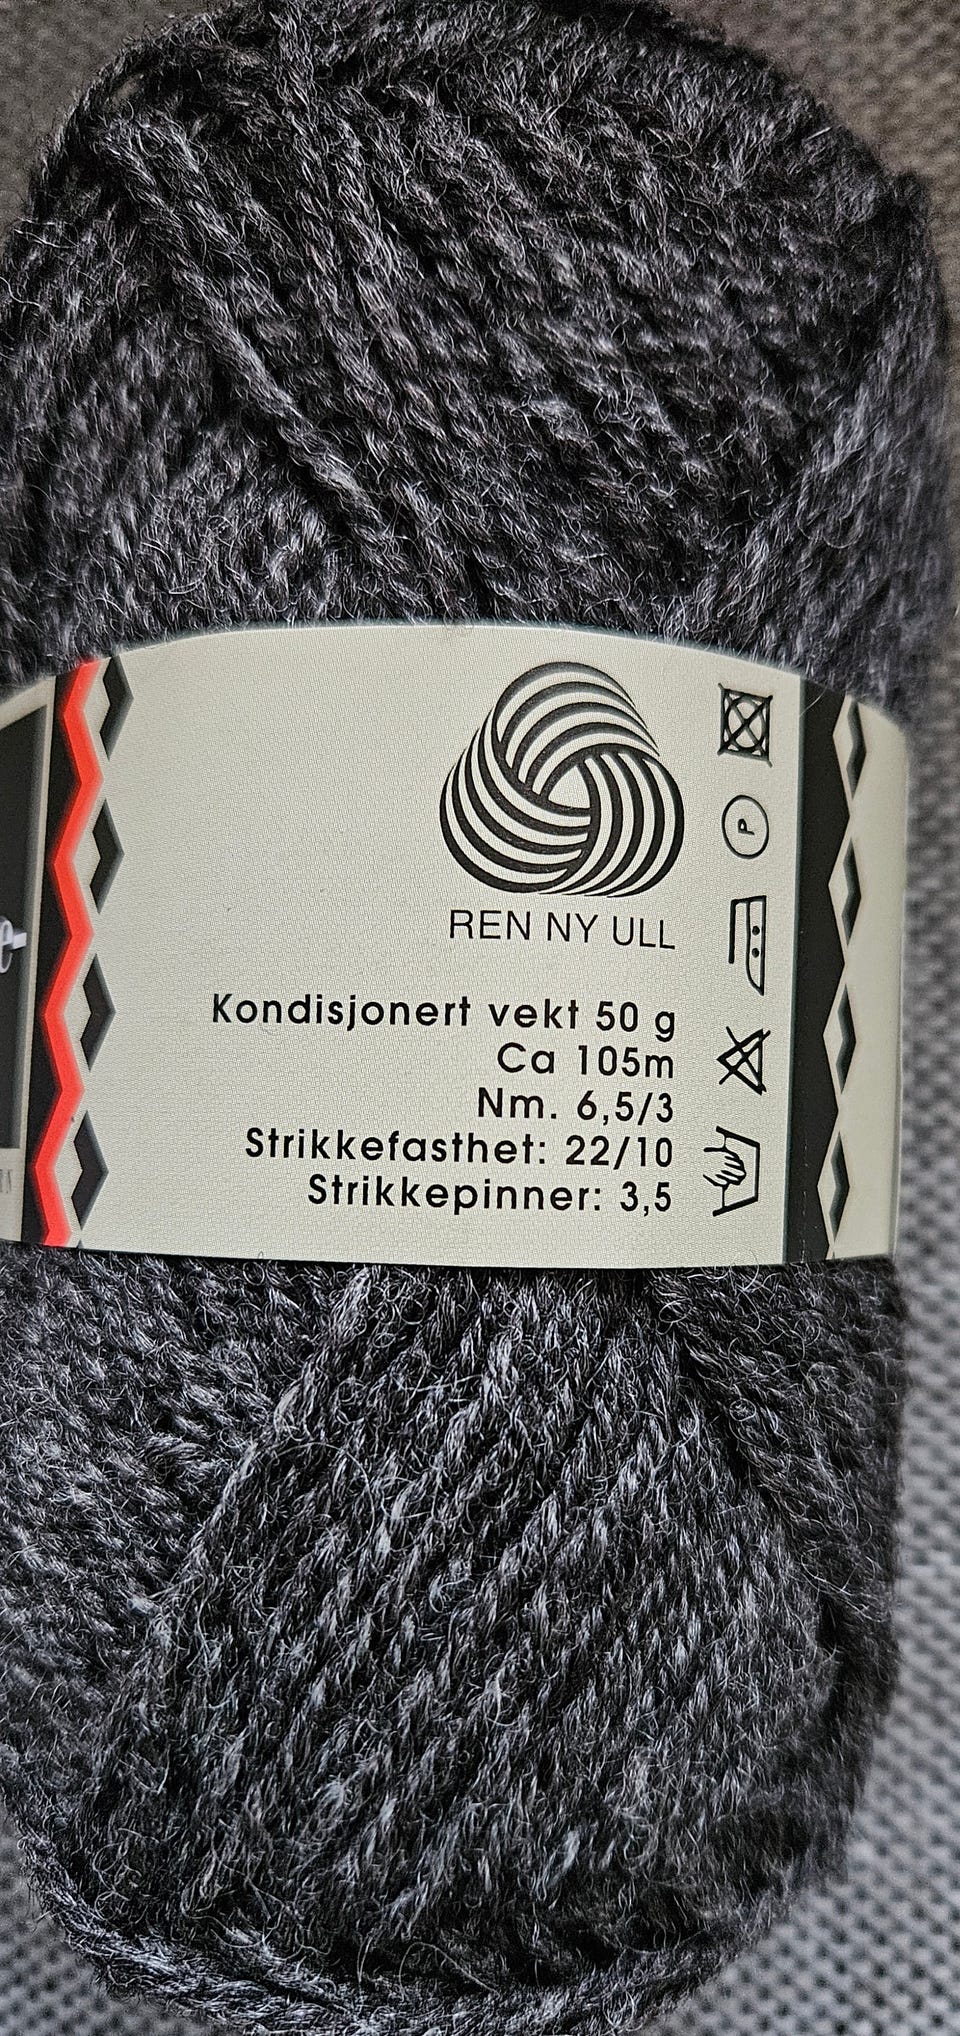 REN NY ULL
Kondisjonert vekt 50 g
Ca 105m
Nm. 6,5/3
Strikkefasthet: 22/10
Strikkepinner: 3,5
P